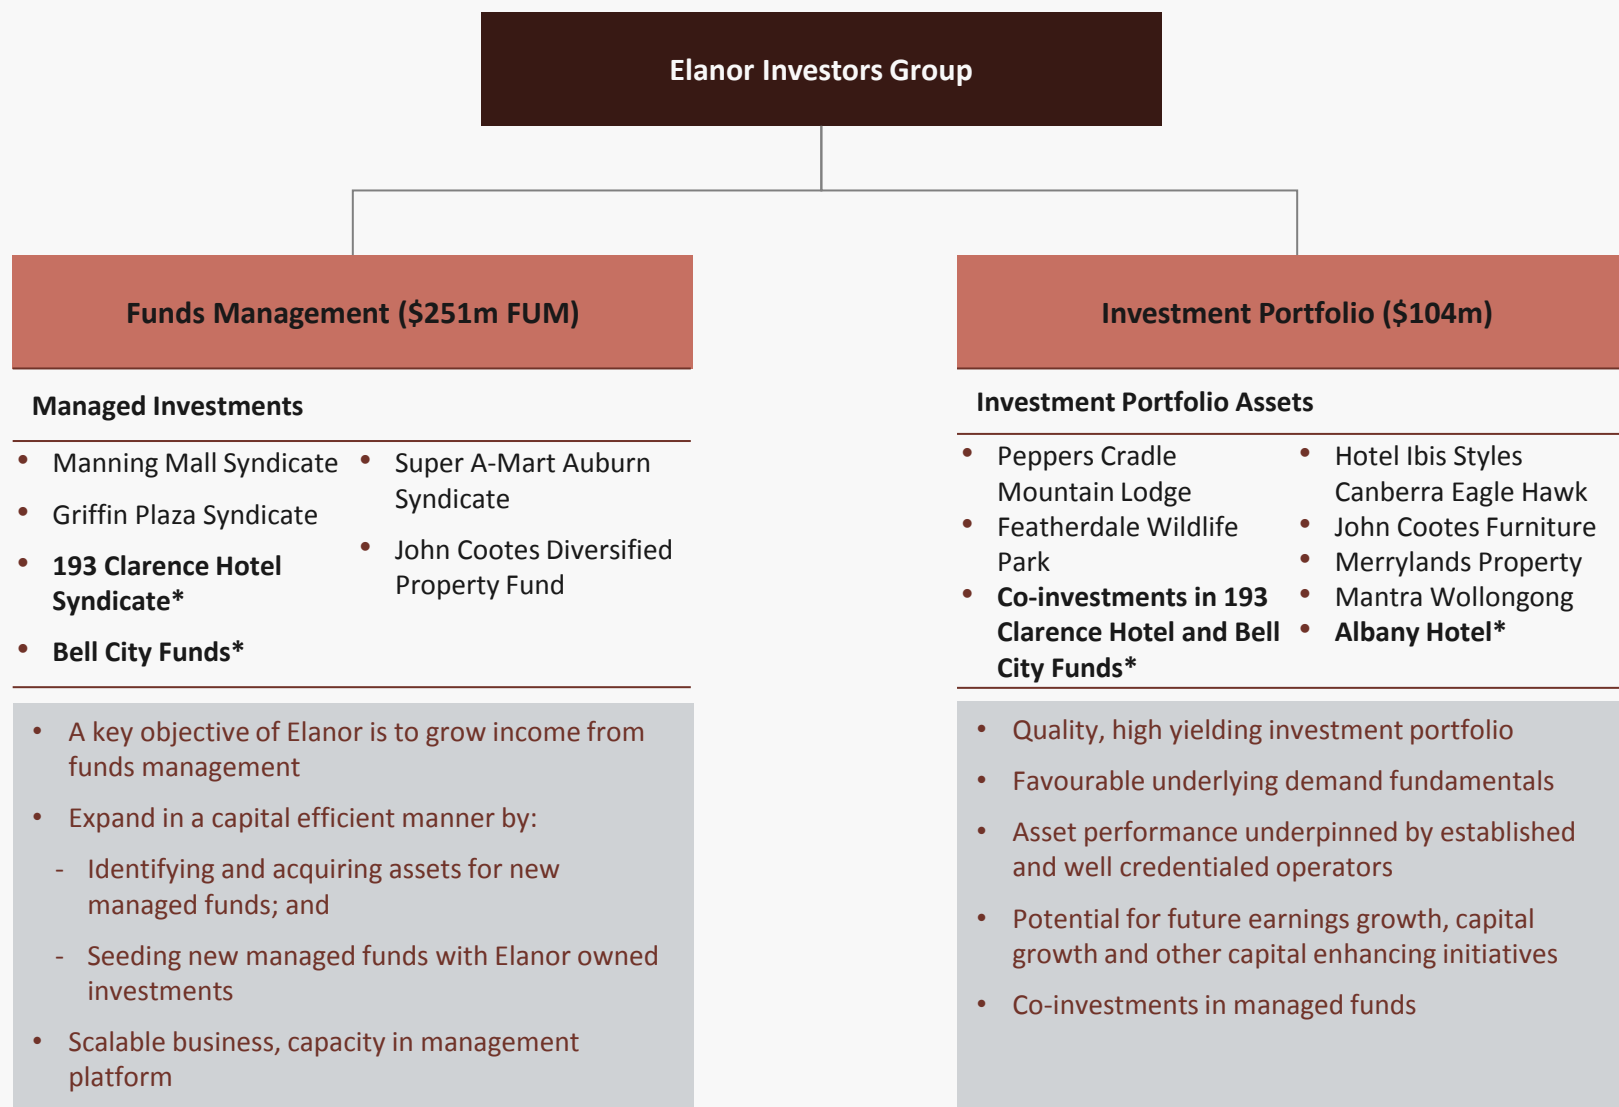 Elanor Investors Group
Funds Management ($251m FUM)
Managed Investments
• Manning Mall Syndicate
• Griffin Plaza Syndicate
• 193 Clarence Hotel
Syndicate*
• Bell City Funds*
• Super A-Mart Auburn
Syndicate
• John Cootes Diversified
Property Fund
• A key objective of Elanor is to grow income from
funds management
• Expand in a capital efficient manner by:
- Identifying and acquiring assets for new
managed funds; and
- Seeding new managed funds with Elanor owned
investments
• Scalable business, capacity in management
platform
Investment Portfolio ($104m)
Investment Portfolio Assets
• Peppers Cradle
Mountain Lodge
• Featherdale Wildlife
Park
• Co-investments in 193
Clarence Hotel and Bell
City Funds*
• Hotel Ibis Styles
Canberra Eagle Hawk
• John Cootes Furniture
• Merrylands Property
• Mantra Wollongong
• Albany Hotel*
• Quality, high yielding investment portfolio
• Favourable underlying demand fundamentals
• Asset performance underpinned by established
and well credentialed operators
• Potential for future earnings growth, capital
growth and other capital enhancing initiatives
• Co-investments in managed funds